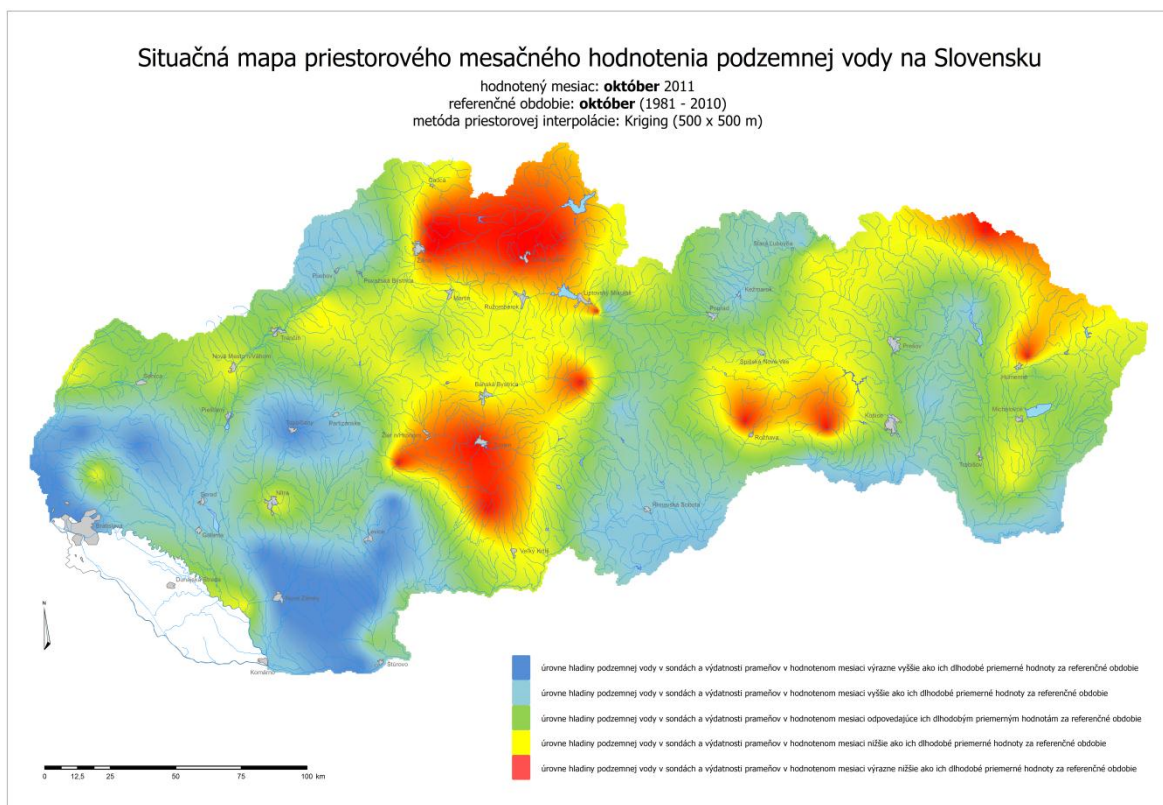 Situačná mapa priestorového mesačného hodnotenia podzemnej vody na Slovensku
hodnotený mesiac: október 2011
referenčné obdobie: október (1981 - 2010)
metóda priestorovej interpolácie: Kriging (500 x 500 m)
Čadca
Stará Ľubovňa
Žilina
Púchov
Považská Bystrica
Kežmarok
Martin
Ružomberok
Liptovský Mikuláš
Poprad
Trenčín
Prešov
Spišská Nová Ves
Nové Mesto nad Váhom
Humenné
Senica
Banská Bystrica
Michalovce
Piešťany
Partizánske
Košice
Žiar nad Hronom
Rožňava
Trebišov
Nitra
Sereď
Rimavská Sobota
Bratislava
Galanta
Levice
Veľký Krtíš
Dunajská Streda
Nové Zámky
N
Komárno
Štúrovo
úrovne hladiny podzemnej vody v sondách a výdatnosti prameňov v hodnotenom mesiaci výrazne vyššie ako ich dlhodobé priemerné hodnoty za referenčné obdobie
úrovne hladiny podzemnej vody v sondách a výdatnosti prameňov v hodnotenom mesiaci vyššie ako ich dlhodobé priemerné hodnoty za referenčné obdobie
úrovne hladiny podzemnej vody v sondách a výdatnosti prameňov v hodnotenom mesiaci odpovedajúce ich dlhodobým priemerným hodnotám za referenčné obdobie
úrovne hladiny podzemnej vody v sondách a výdatnosti prameňov v hodnotenom mesiaci nižšie ako ich dlhodobé priemerné hodnoty za referenčné obdobie
úrovne hladiny podzemnej vody v sondách a výdatnosti prameňov v hodnotenom mesiaci výrazne nižšie ako ich dlhodobé priemerné hodnoty za referenčné obdobie
0 12,5 25 50 75 100 km